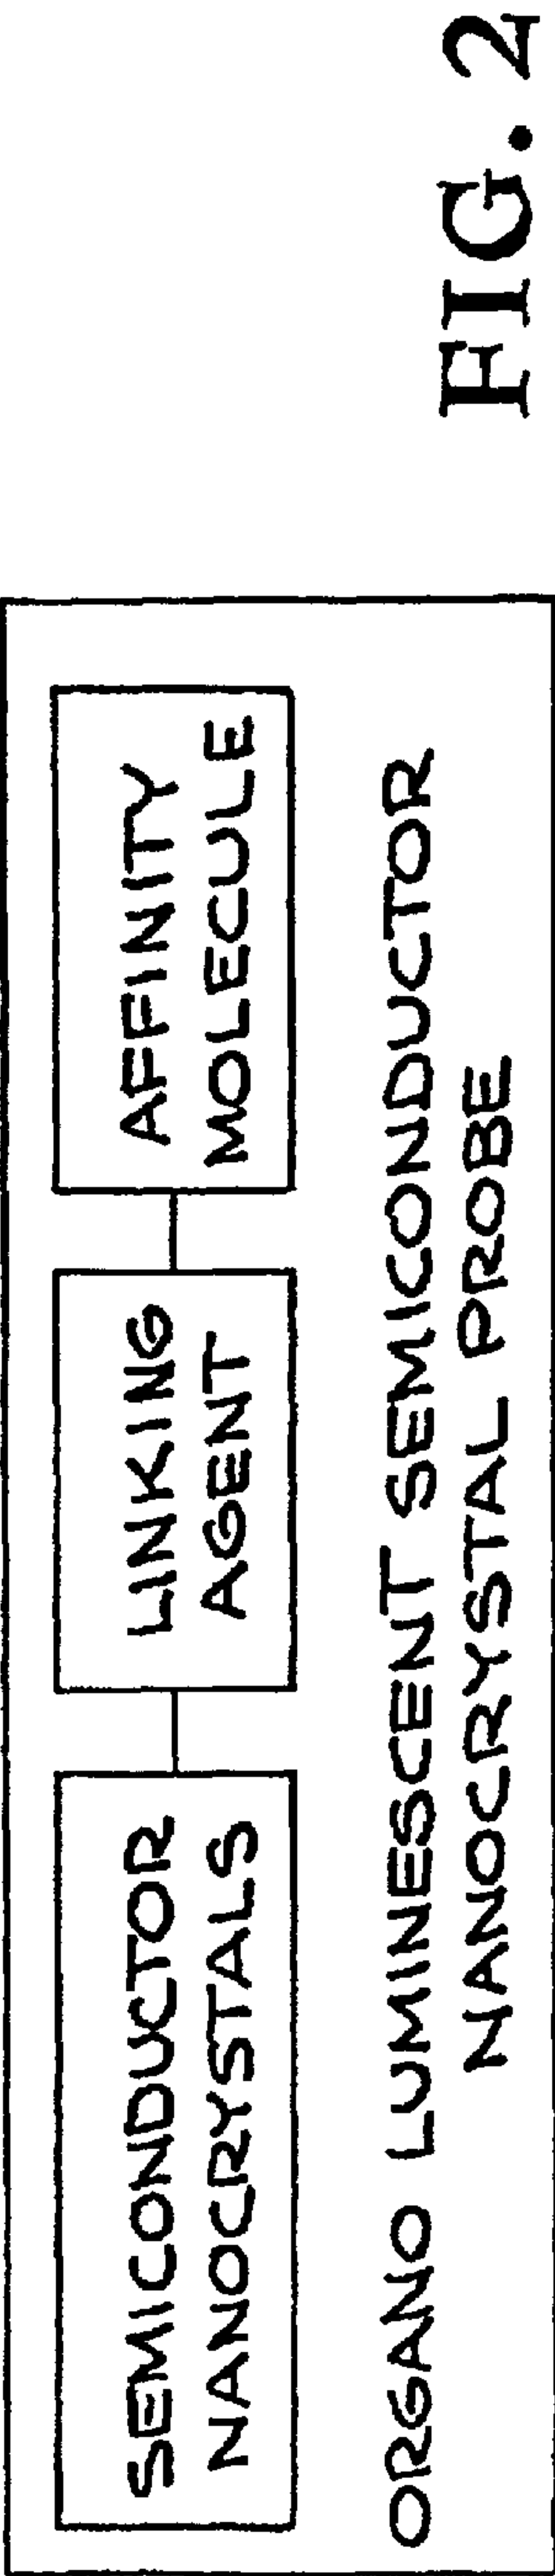 SEMICONDUCTOR
NANOCRYSTALS
LINKING
AGENT
AFFINITY
MOLECULE
ORGANO LUMINESCENT SEMICONDUCTOR
NANOCRYSTAL PROBE
FIG. 2